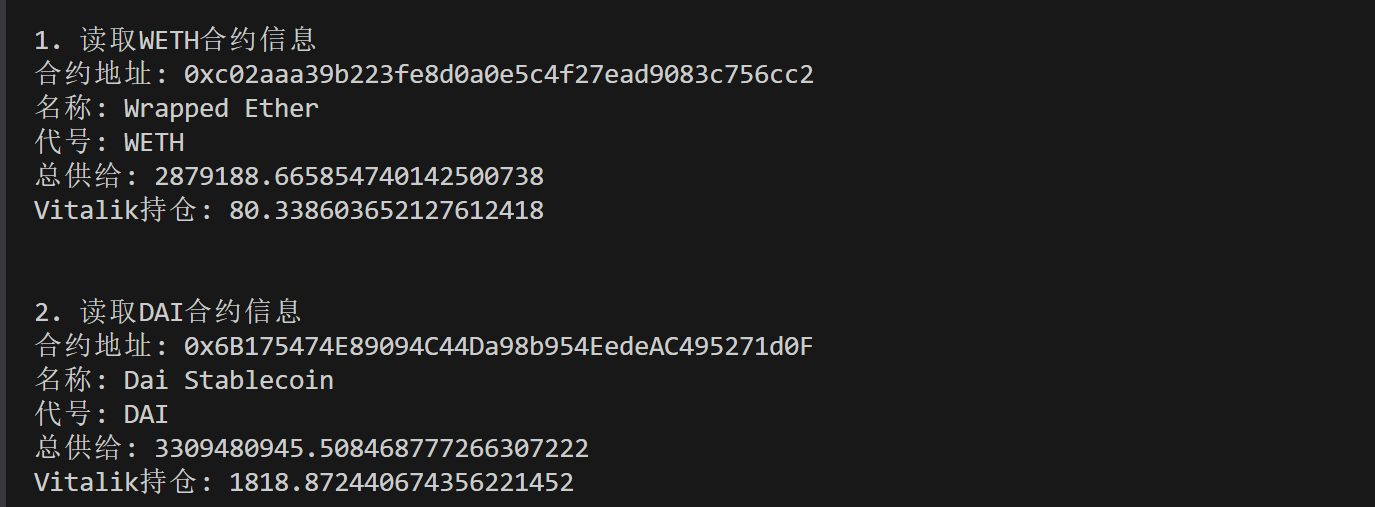 1. 读取WETH合约信息
合约地址: 0xc02aaa39b223fe8d0a0e5c4f27ead9083c756cc2
名称: Wrapped Ether
代号: WETH
总供给: 2879188.665854740142500738
Vitalik持仓: 80.338603652127612418
2. 读取DAI合约信息
合约地址: 0x6B175474E89094C44Da98b954EedeAC495271d0F
名称: Dai Stablecoin
代号: DAI
总供给: 3309480945.508468777266307222
Vitalik持仓: 1818.872440674356221452